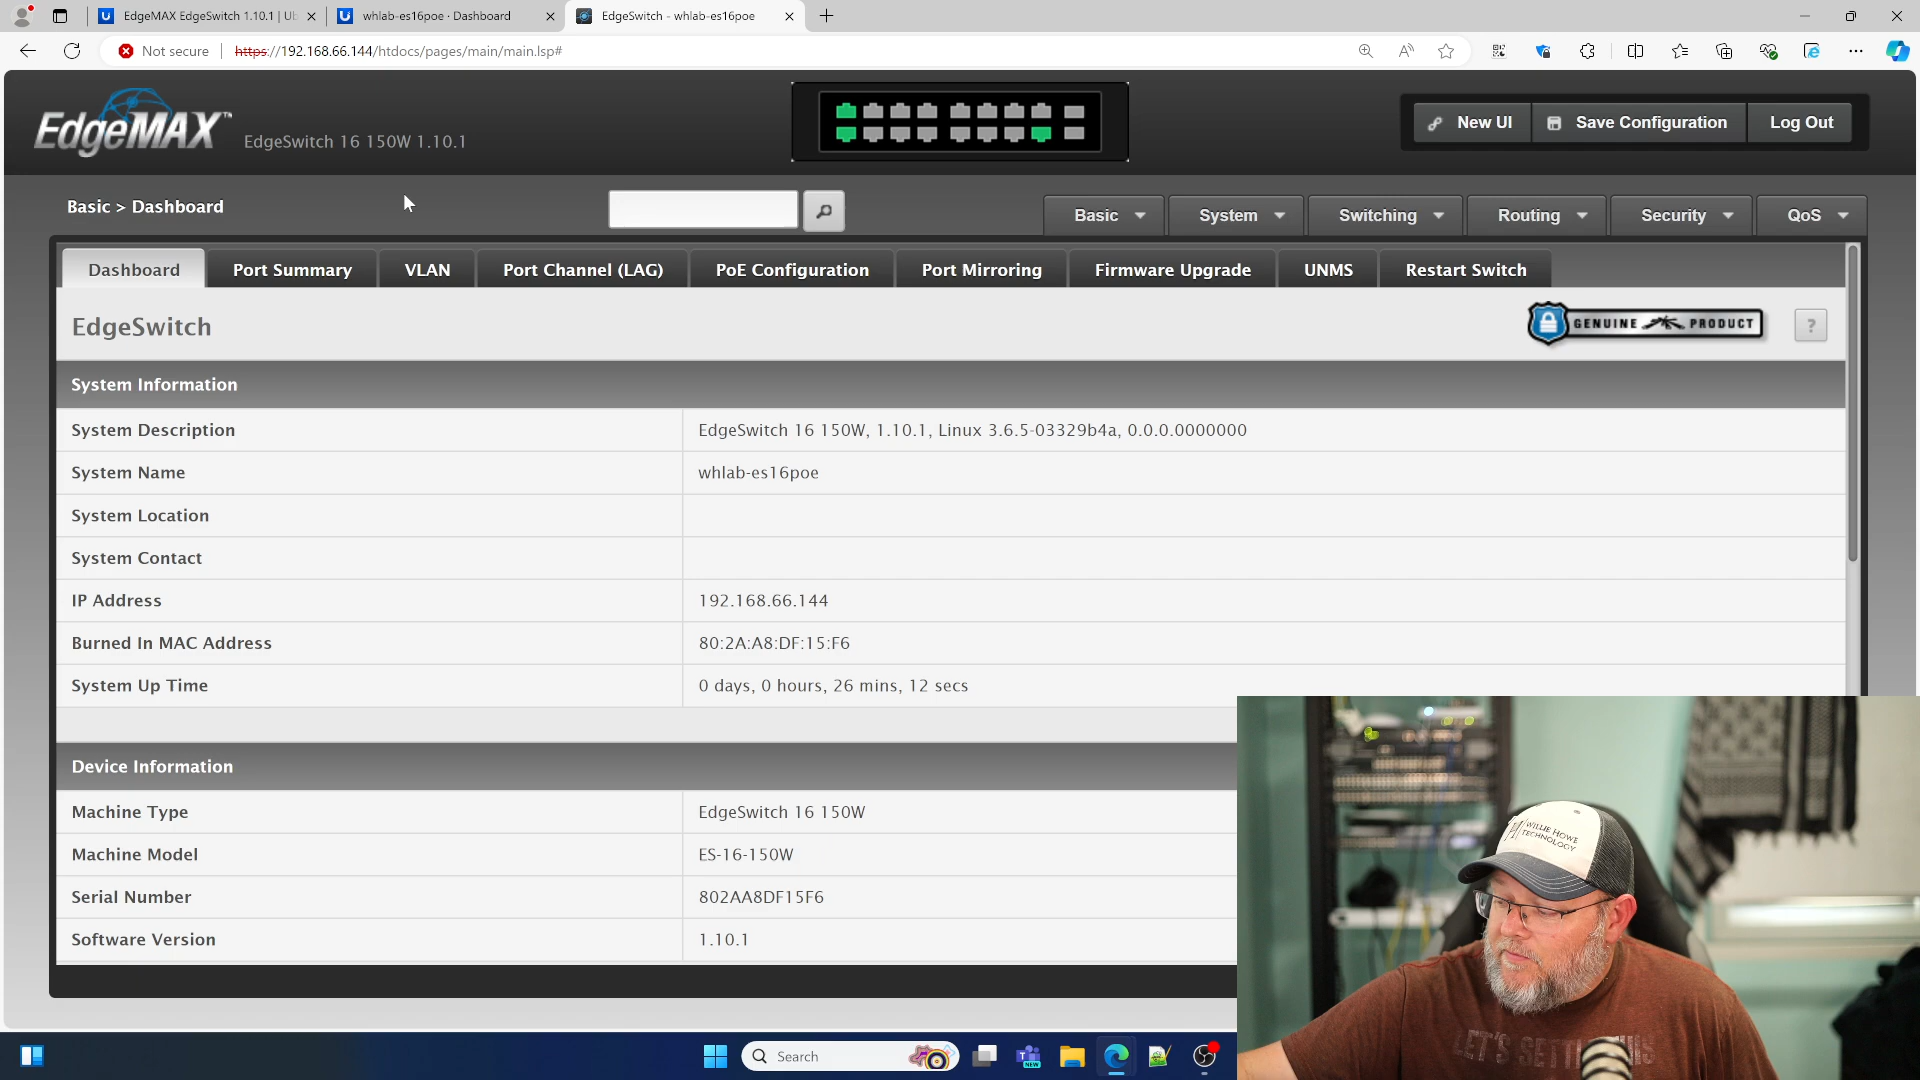 EdgeMAX EdgeSwitch 1.10.1 | Ub
whlab-es16poe · Dashboard
EdgeSwitch - whlab-es16poe
Not secure
https://192.168.66.144/htdocs/pages/main/main.lsp#
EdgeMAX
EdgeSwitch 16 150W 1.10.1
New UI
Save Configuration
Log Out
Basic > Dashboard
Basic
System
Switching
Routing
Security
QoS
Dashboard
Port Summary
VLAN
Port Channel (LAG)
PoE Configuration
Port Mirroring
Firmware Upgrade
UNMS
Restart Switch
EdgeSwitch
GENUINE PRODUCT
?
System Information
System Description
EdgeSwitch 16 150W, 1.10.1, Linux 3.6.5-03329b4a, 0.0.0.0000000
System Name
whlab-es16poe
System Location
System Contact
IP Address
192.168.66.144
Burned In MAC Address
80:2A:A8:DF:15:F6
System Up Time
0 days, 0 hours, 26 mins, 12 secs
Device Information
Machine Type
EdgeSwitch 16 150W
Machine Model
ES-16-150W
Serial Number
802AA8DF15F6
Software Version
1.10.1
WILLIE HOWE
TECHNOLOGY
Search
NEW